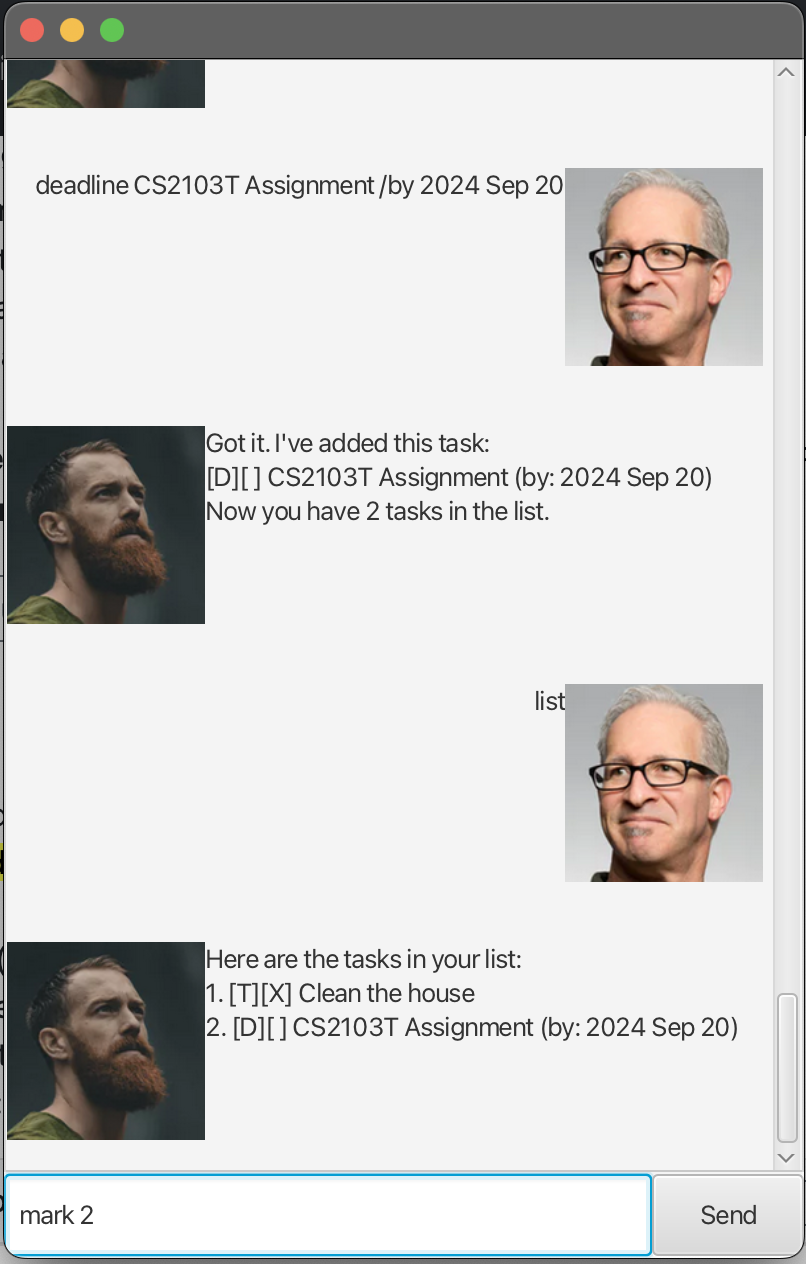 deadline CS2103T Assignment /by 2024 Sep 20
Got it. I've added this task:
[D][ ] CS2103T Assignment (by: 2024 Sep 20)
Now you have 2 tasks in the list.
list
Here are the tasks in your list:
1. [T][X] Clean the house
2. [D][ ] CS2103T Assignment (by: 2024 Sep 20)
mark 2
Send